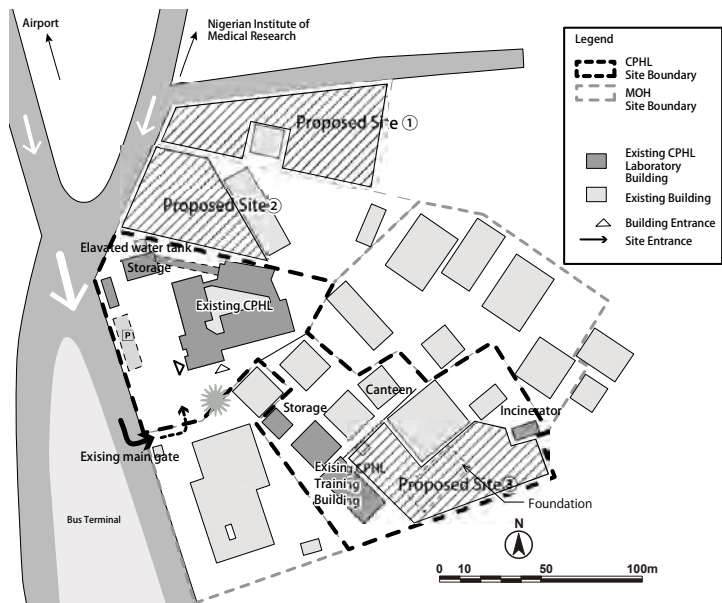 Airport
Nigerian Institute of
Medical Research
Proposed Site ①
Proposed Site ②
Elavated water tank
Storage
Existing CPHL
P
Canteen
Storage
Incinerator
Exising main gate
Exising CPHL
Training
Building
Proposed Site ③
Foundation
Bus Terminal
N
0 10 50 100m
Legend
CPHL
Site Boundary
MOH
Site Boundary
Existing CPHL
Laboratory
Building
Existing Building
Building Entrance
Site Entrance